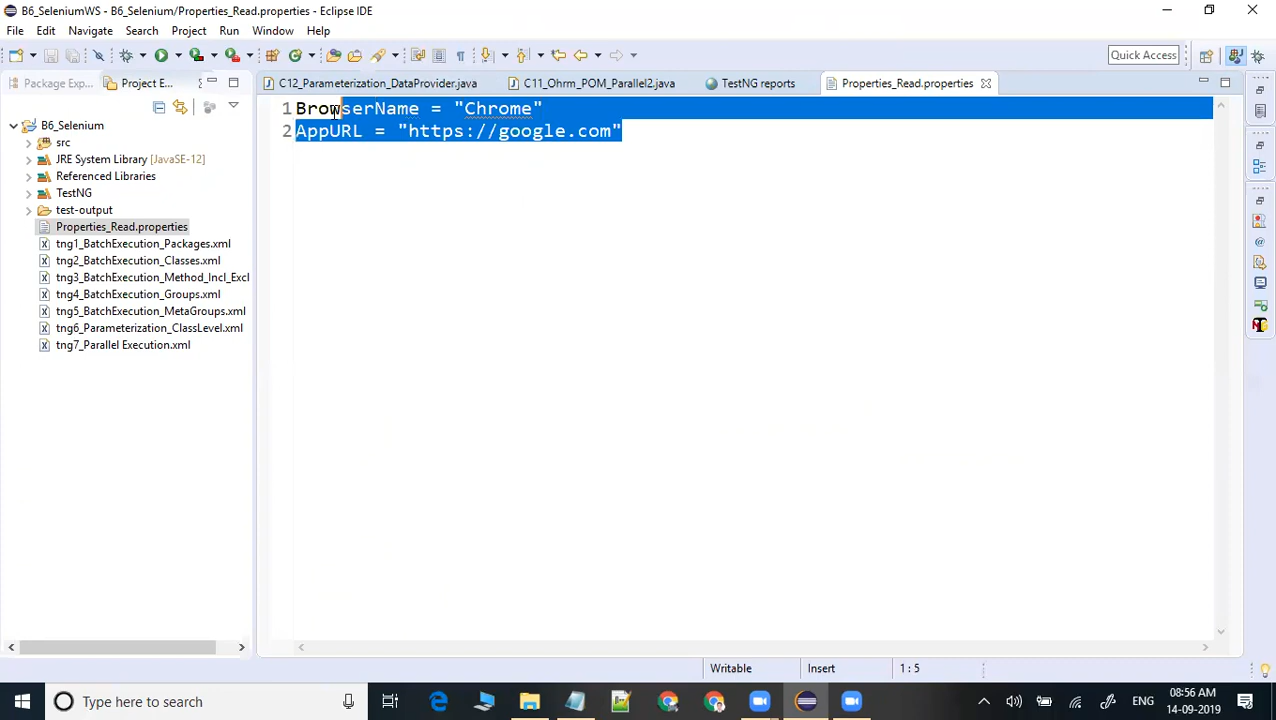 B6_SeleniumWS - B6_Selenium/Properties_Read.properties - Eclipse IDE
File Edit Navigate Search Project Run Window Help
Quick Access
Package Exp...
Project E...
C12_Parameterization_DataProvider.java
C11_Ohrm_POM_Parallel2.java
TestNG reports
Properties_Read.properties
1 BrowserName = "Chrome"
2 AppURL = "https://google.com"
B6_Selenium
src
JRE System Library [JavaSE-12]
Referenced Libraries
TestNG
test-output
Properties_Read.properties
tng1_BatchExecution_Packages.xml
tng2_BatchExecution_Classes.xml
tng3_BatchExecution_Method_Incl_Excl
tng4_BatchExecution_Groups.xml
tng5_BatchExecution_MetaGroups.xml
tng6_Parameterization_ClassLevel.xml
tng7_Parallel Execution.xml
Writable Insert 1 : 5
Type here to search
ENG
08:56 AM
14-09-2019